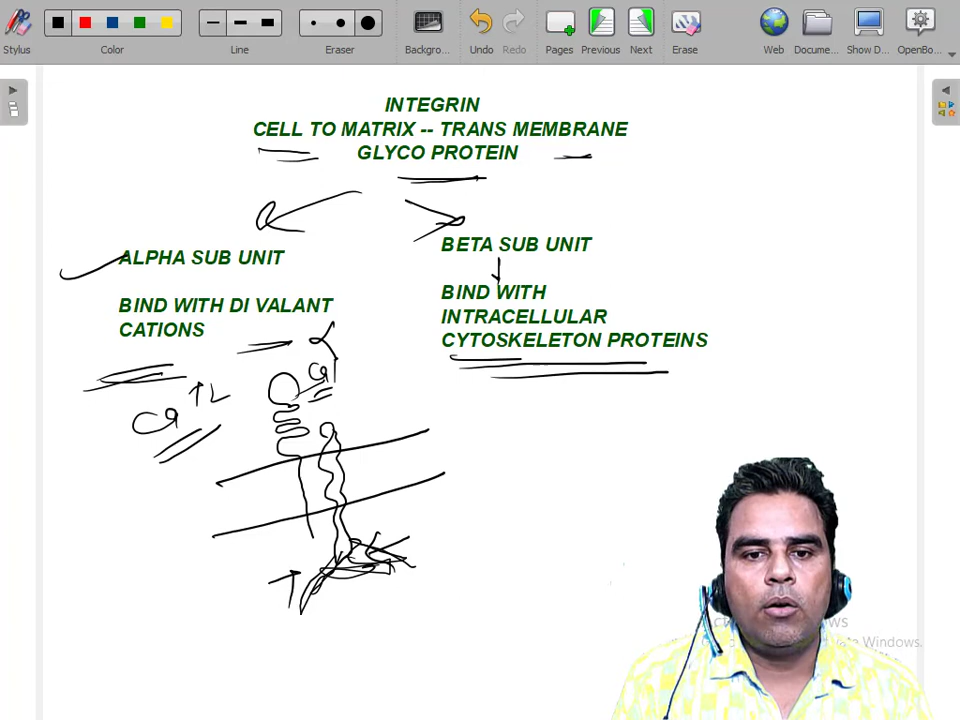 Stylus
Color
Line
Eraser
Backgro...
Undo
Redo
Pages
Previous
Next
Erase
Web
Docume...
Show D...
OpenBo...
INTEGRIN
CELL TO MATRIX -- TRANS MEMBRANE
GLYCO PROTEIN
ALPHA SUB UNIT
BIND WITH DI VALANT
CATIONS
BETA SUB UNIT
BIND WITH
INTRACELLULAR
CYTOSKELETON PROTEINS